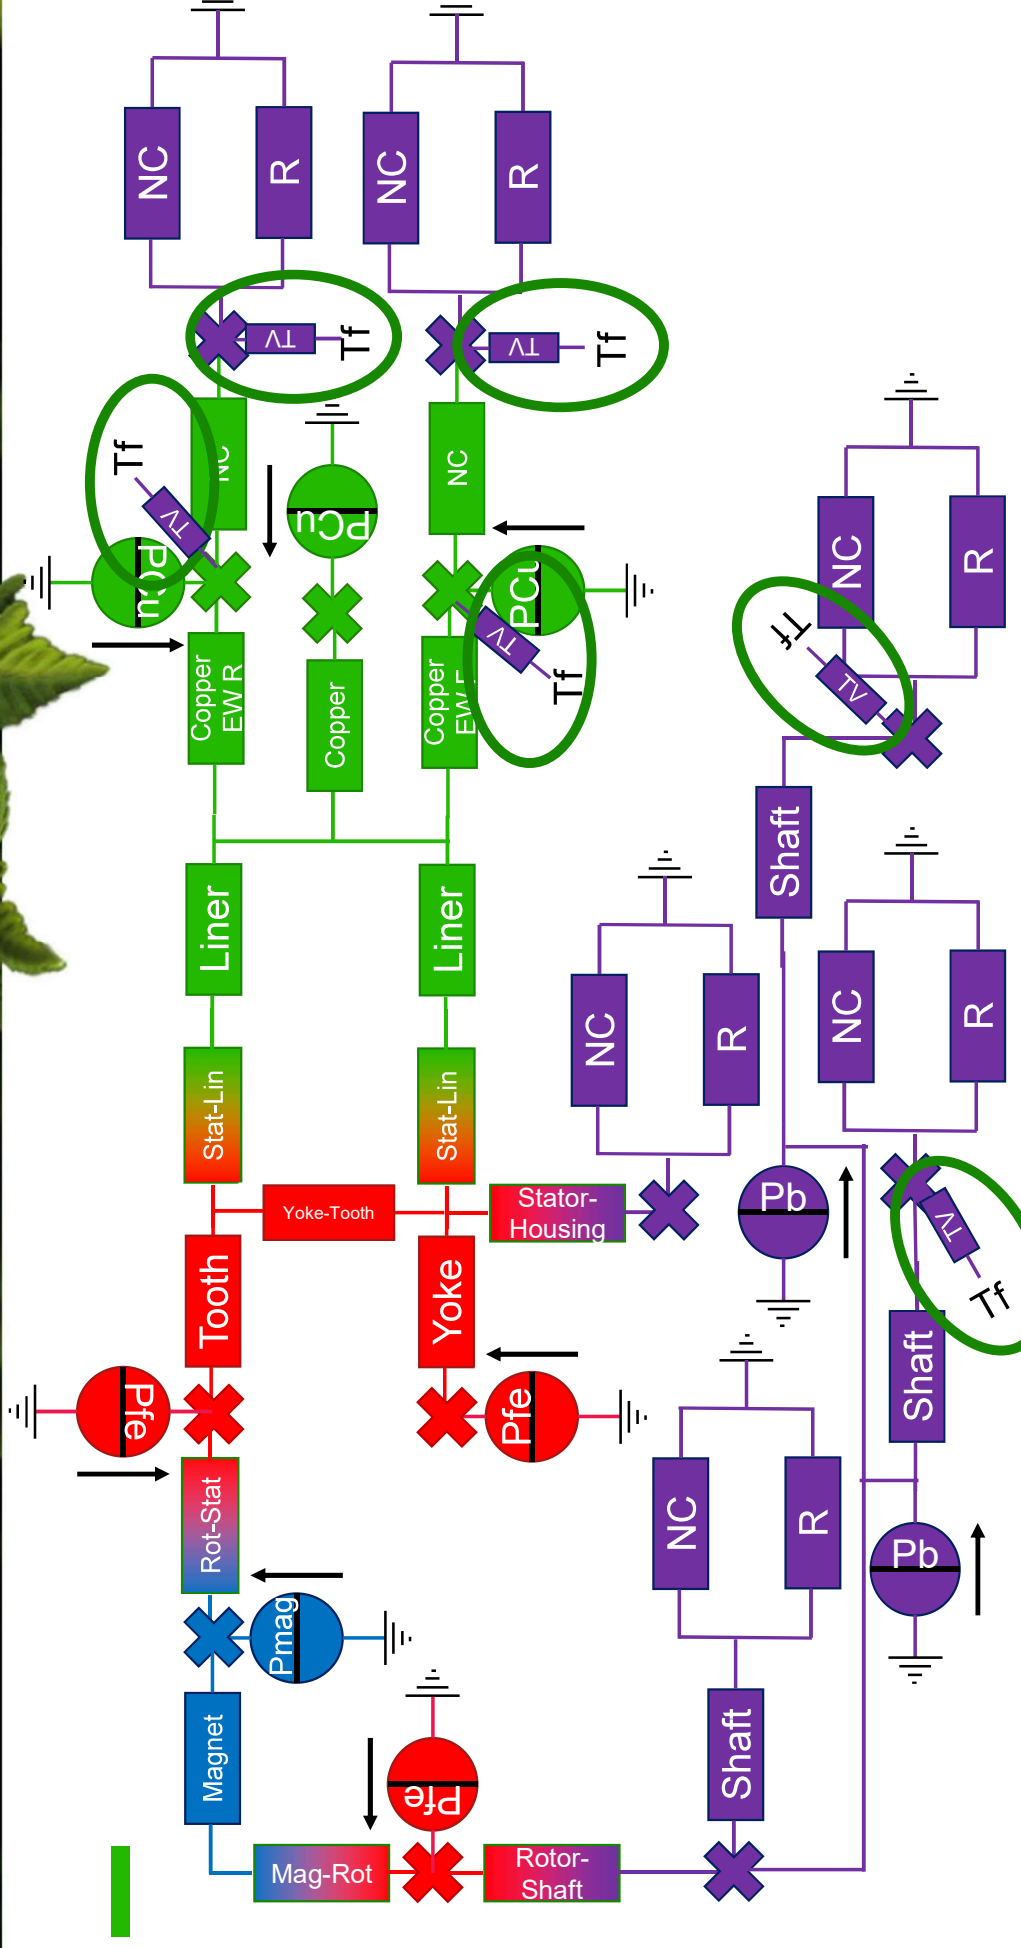 NC
R
NC
R
TV
Tf
TV
Tf
Tf
TV
NC
NC
PCu
PCu
PCu
TV
Tf
Copper
EW R
Copper
Copper
NC
R
Tf
TV
Shaft
Liner
Liner
NC
R
NC
R
Stat-Lin
Stat-Lin
Yoke-Tooth
Stator-
Housing
Pb
TV
Tf
Tooth
Yoke
Shaft
Pfe
Pfe
Rot-Stat
NC
R
Pb
Pmag
Magnet
Pfe
Shaft
Mag-Rot
Rotor-
Shaft